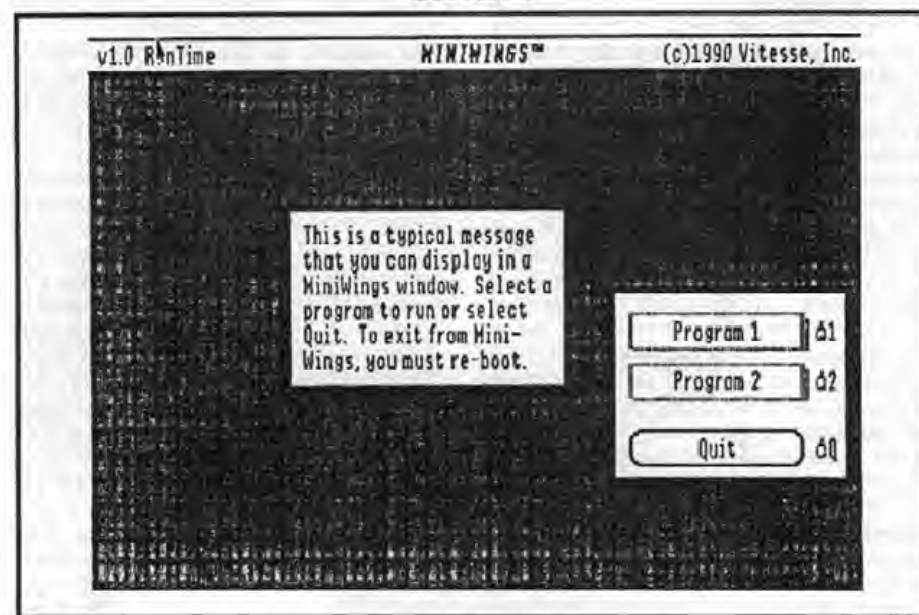 v1.0 RunTime MINIWINGS™ (c)1990 Vitesse, Inc.
This is a typical message
that you can display in a
MiniWings window. Select a
program to run or select
Quit. To exit from Mini-
Wings, you must re-boot.
Program 1 1
Program 2 2
Quit Q